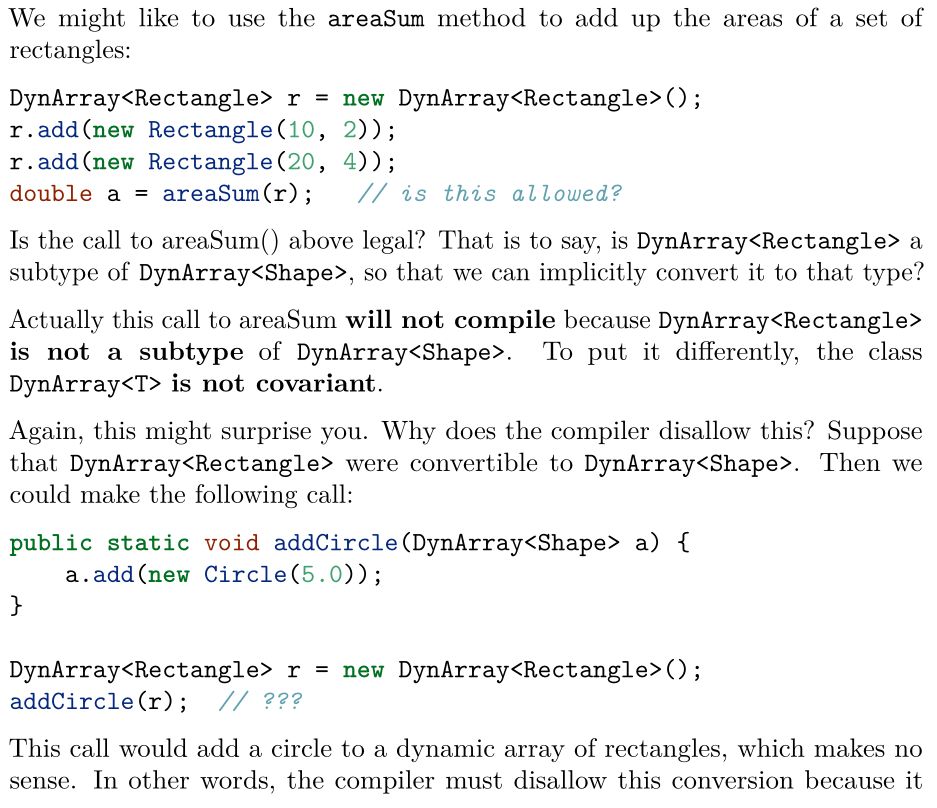 We might like to use the areaSum method to add up the areas of a set of
rectangles:
DynArray<Rectangle> r = new DynArray<Rectangle>();
r.add(new Rectangle(10, 2));
r.add(new Rectangle(20, 4));
double a = areaSum(r);   // is this allowed?
Is the call to areaSum() above legal? That is to say, is DynArray<Rectangle> a
subtype of DynArray<Shape>, so that we can implicitly convert it to that type?
Actually this call to areaSum will not compile because DynArray<Rectangle>
is not a subtype of DynArray<Shape>. To put it differently, the class
DynArray<T> is not covariant.
Again, this might surprise you. Why does the compiler disallow this? Suppose
that DynArray<Rectangle> were convertible to DynArray<Shape>. Then we
could make the following call:
public static void addCircle(DynArray<Shape> a) {
    a.add(new Circle(5.0));
}
DynArray<Rectangle> r = new DynArray<Rectangle>();
addCircle(r);  // ???
This call would add a circle to a dynamic array of rectangles, which makes no
sense. In other words, the compiler must disallow this conversion because it